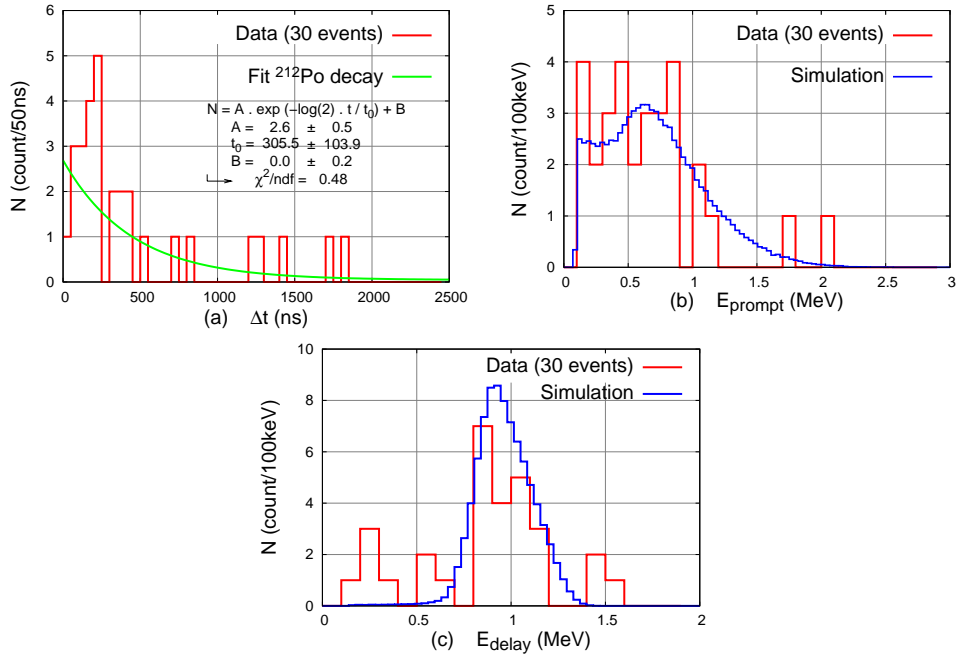 6
5
4
3
2
1
0
N (count/50ns)
Data (30 events)
Fit ²¹²Po decay
N = A . exp (−log(2) . t / t₀) + B
A = 2.6 ± 0.5
t₀ = 305.5 ± 103.9
B = 0.0 ± 0.2
χ²/ndf = 0.48
0 500 1000 1500 2000 2500
(a) Δt (ns)
5
4
3
2
1
0
N (count/100keV)
Data (30 events)
Simulation
0 0.5 1 1.5 2 2.5 3
(b) Eprompt (MeV)
10
8
6
4
2
0
N (count/100keV)
Data (30 events)
Simulation
0 0.5 1 1.5 2
(c) Edelay (MeV)